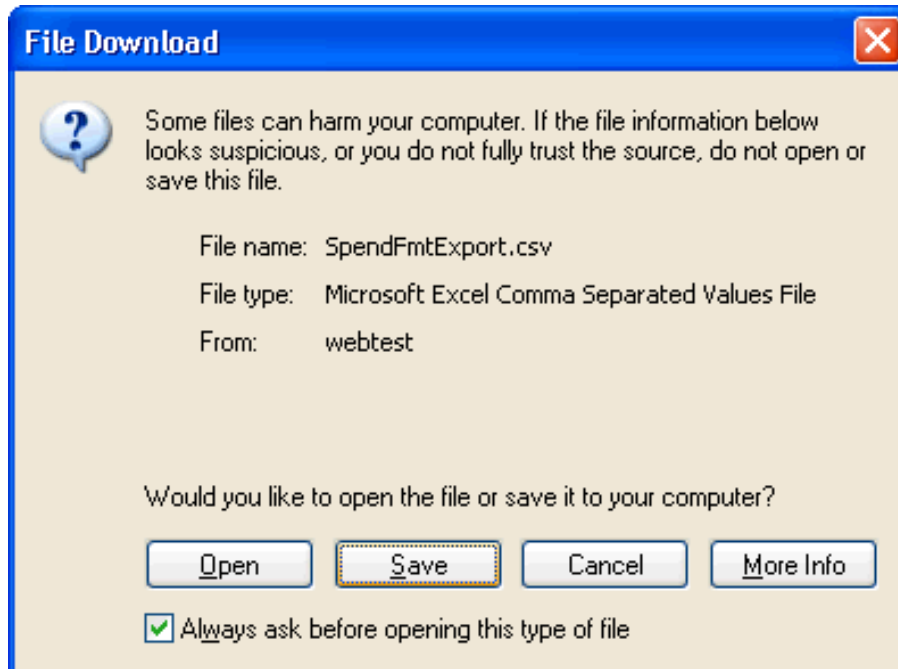 File Download
Some files can harm your computer. If the file information below
looks suspicious, or you do not fully trust the source, do not open or
save this file.
File name: SpendFmtExport.csv
File type: Microsoft Excel Comma Separated Values File
From: webtest
Would you like to open the file or save it to your computer?
Open Save Cancel More Info
Always ask before opening this type of file